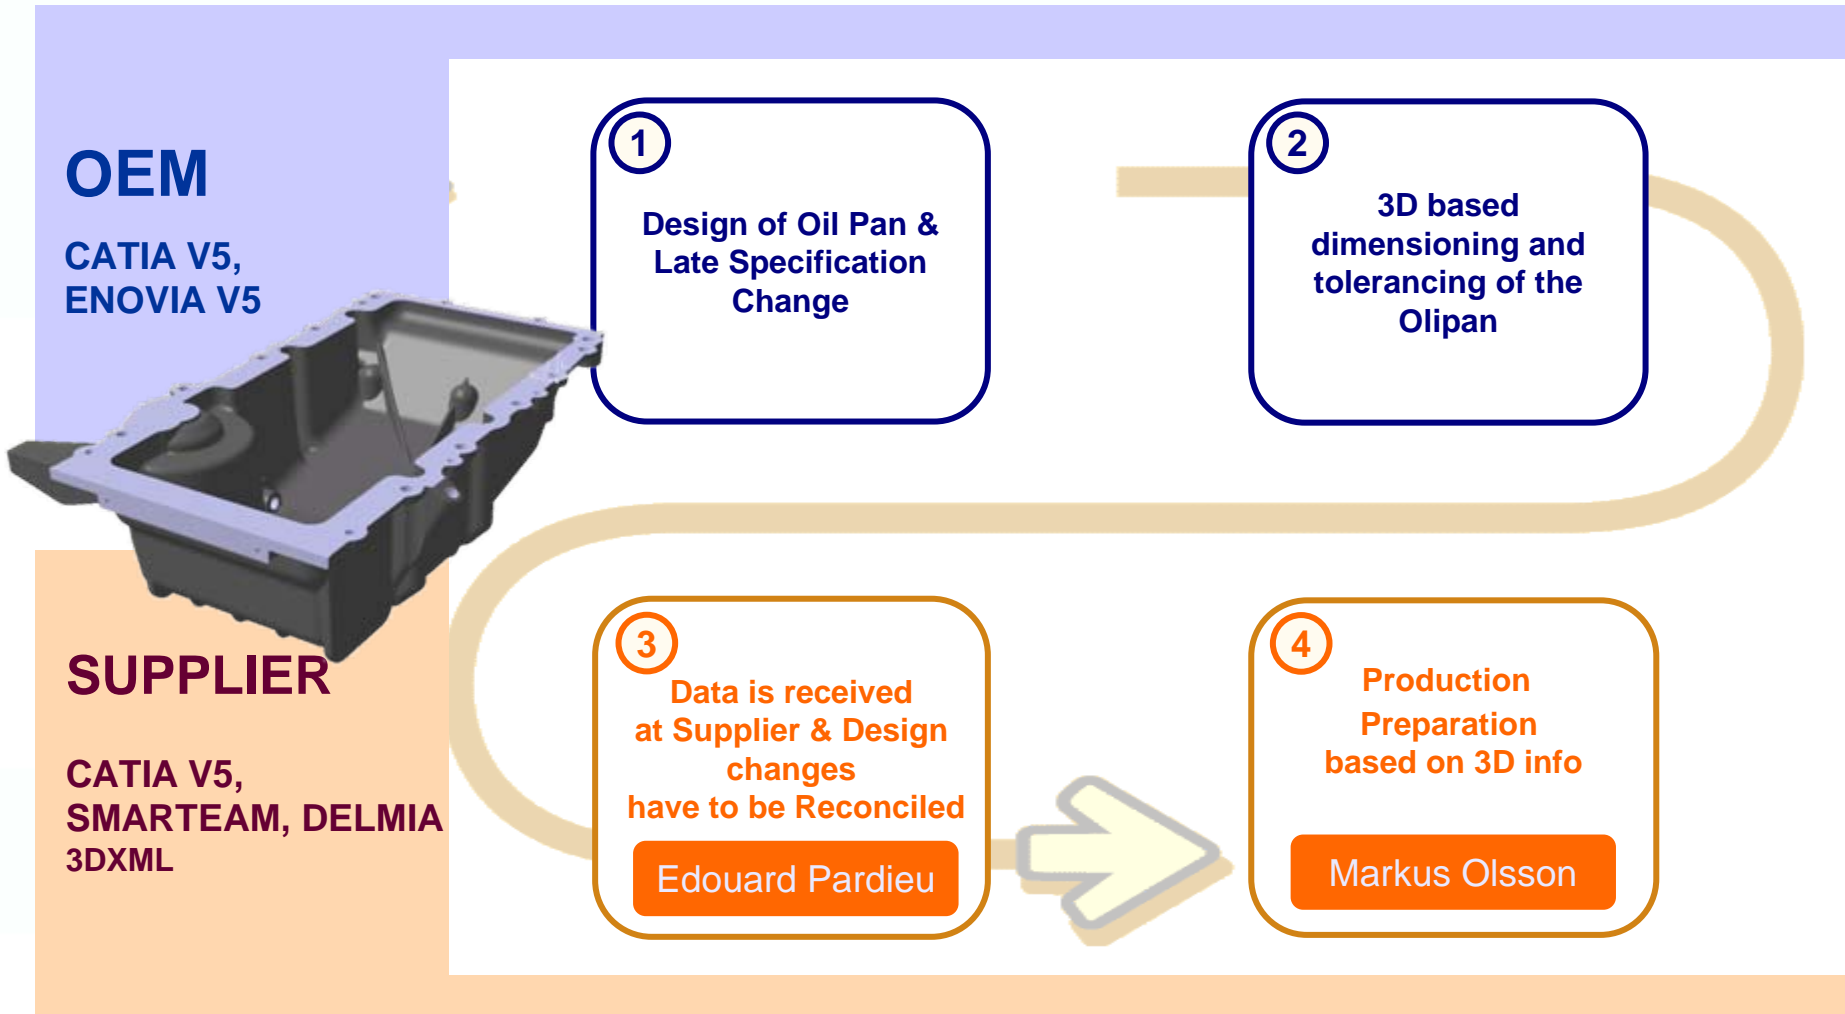 OEM
CATIA V5,
ENOVIA V5
1
Design of Oil Pan &
Late Specification
Change
2
3D based
dimensioning and
tolerancing of the
Olipan
SUPPLIER
CATIA V5,
SMARTEAM, DELMIA
3DXML
3
Data is received
at Supplier & Design
changes
have to be Reconciled
Edouard Pardieu
4
Production
Preparation
based on 3D info
Markus Olsson